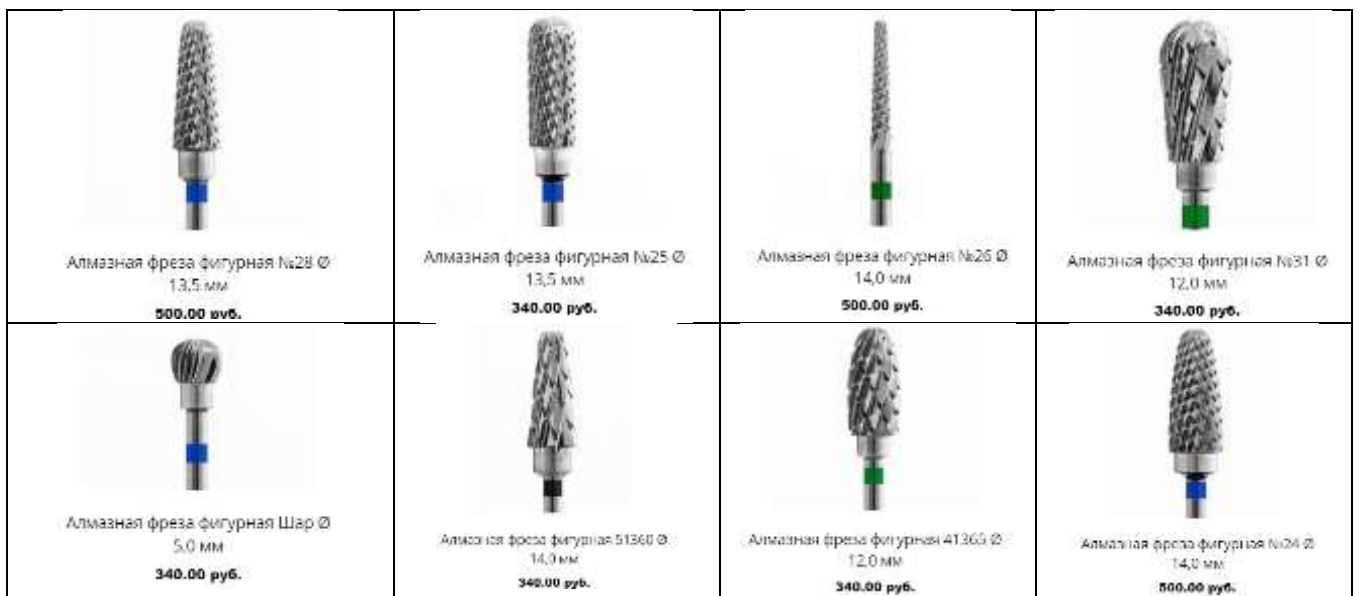 Алмазная фреза фигурная №28 Ø
13,5 мм
500.00 руб.
Алмазная фреза фигурная №25 Ø
13,5 мм
340.00 руб.
Алмазная фреза фигурная №26 Ø
14,0 мм
500.00 руб.
Алмазная фреза фигурная №31 Ø
12,0 мм
340.00 руб.
Алмазная фреза фигурная Шар Ø
5,0 мм
340.00 руб.
Алмазная фреза фигурная 51360 Ø
14,0 мм
340.00 руб.
Алмазная фреза фигурная 41365 Ø
12,0 мм
340.00 руб.
Алмазная фреза фигурная №24 Ø
14,0 мм
500.00 руб.